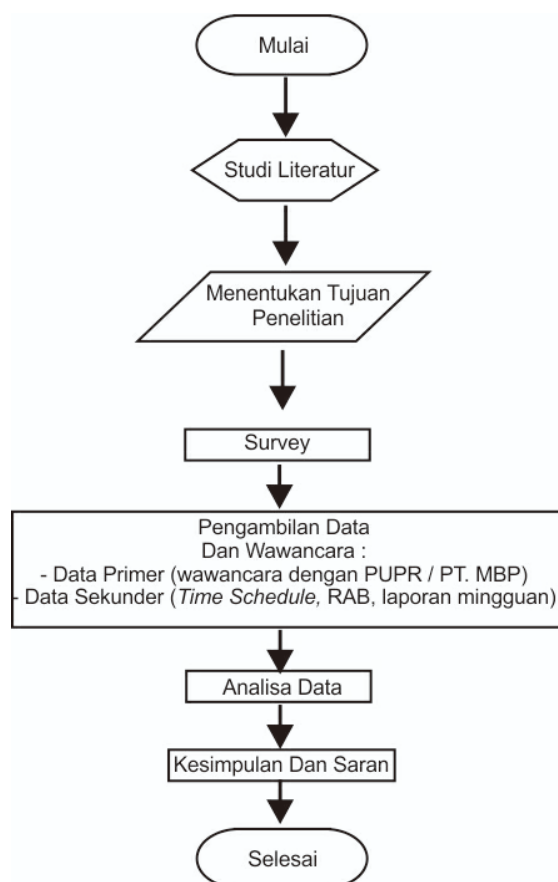 Mulai
Studi Literatur
Menentukan Tujuan
Penelitian
Survey
Pengambilan Data
Dan Wawancara :
- Data Primer (wawancara dengan PUPR / PT. MBP)
- Data Sekunder (Time Schedule, RAB, laporan mingguan)
Analisa Data
Kesimpulan Dan Saran
Selesai